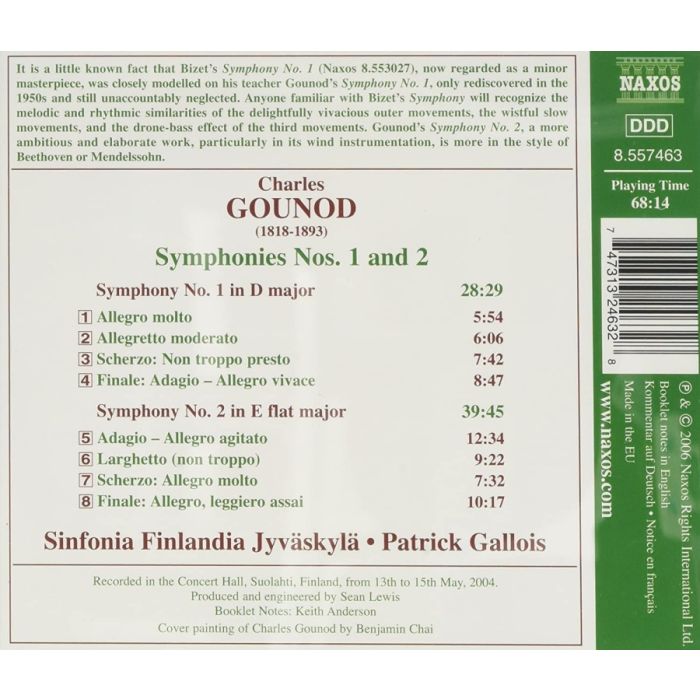 It is a little known fact that Bizet's Symphony No. 1 (Naxos 8.553027), now regarded as a minor
masterpiece, was closely modelled on his teacher Gounod's Symphony No. 1, only rediscovered in the
1950s and still unaccountably neglected. Anyone familiar with Bizet's Symphony will recognize the
melodic and rhythmic similarities of the delightfully vivacious outer movements, the wistful slow
movements, and the drone-bass effect of the third movements. Gounod's Symphony No. 2, a more
ambitious and elaborate work, particularly in its wind instrumentation, is more in the style of
Beethoven or Mendelssohn.
Charles
GOUNOD
(1818-1893)
Symphonies Nos. 1 and 2
Symphony No. 1 in D major 28:29
1 Allegro molto 5:54
2 Allegretto moderato 6:06
3 Scherzo: Non troppo presto 7:42
4 Finale: Adagio – Allegro vivace 8:47
Symphony No. 2 in E flat major 39:45
5 Adagio – Allegro agitato 12:34
6 Larghetto (non troppo) 9:22
7 Scherzo: Allegro molto 7:32
8 Finale: Allegro, leggiero assai 10:17
Sinfonia Finlandia Jyväskylä • Patrick Gallois
Recorded in the Concert Hall, Suolahti, Finland, from 13th to 15th May, 2004.
Produced and engineered by Sean Lewis
Booklet Notes: Keith Anderson
Cover painting of Charles Gounod by Benjamin Chai
NAXOS
DDD
8.557463
Playing Time
68:14
7 47313 24632 8
℗ & © 2006 Naxos Rights International Ltd.
Booklet notes in English
Kommentar auf Deutsch • Notice en français
Made in the EU
www.naxos.com